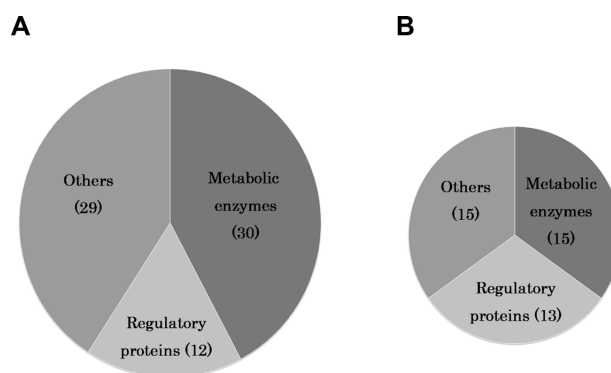 A
Others
(29)
Metabolic
enzymes
(30)
Regulatory
proteins (12)
B
Others
(15)
Metabolic
enzymes
(15)
Regulatory
proteins (13)